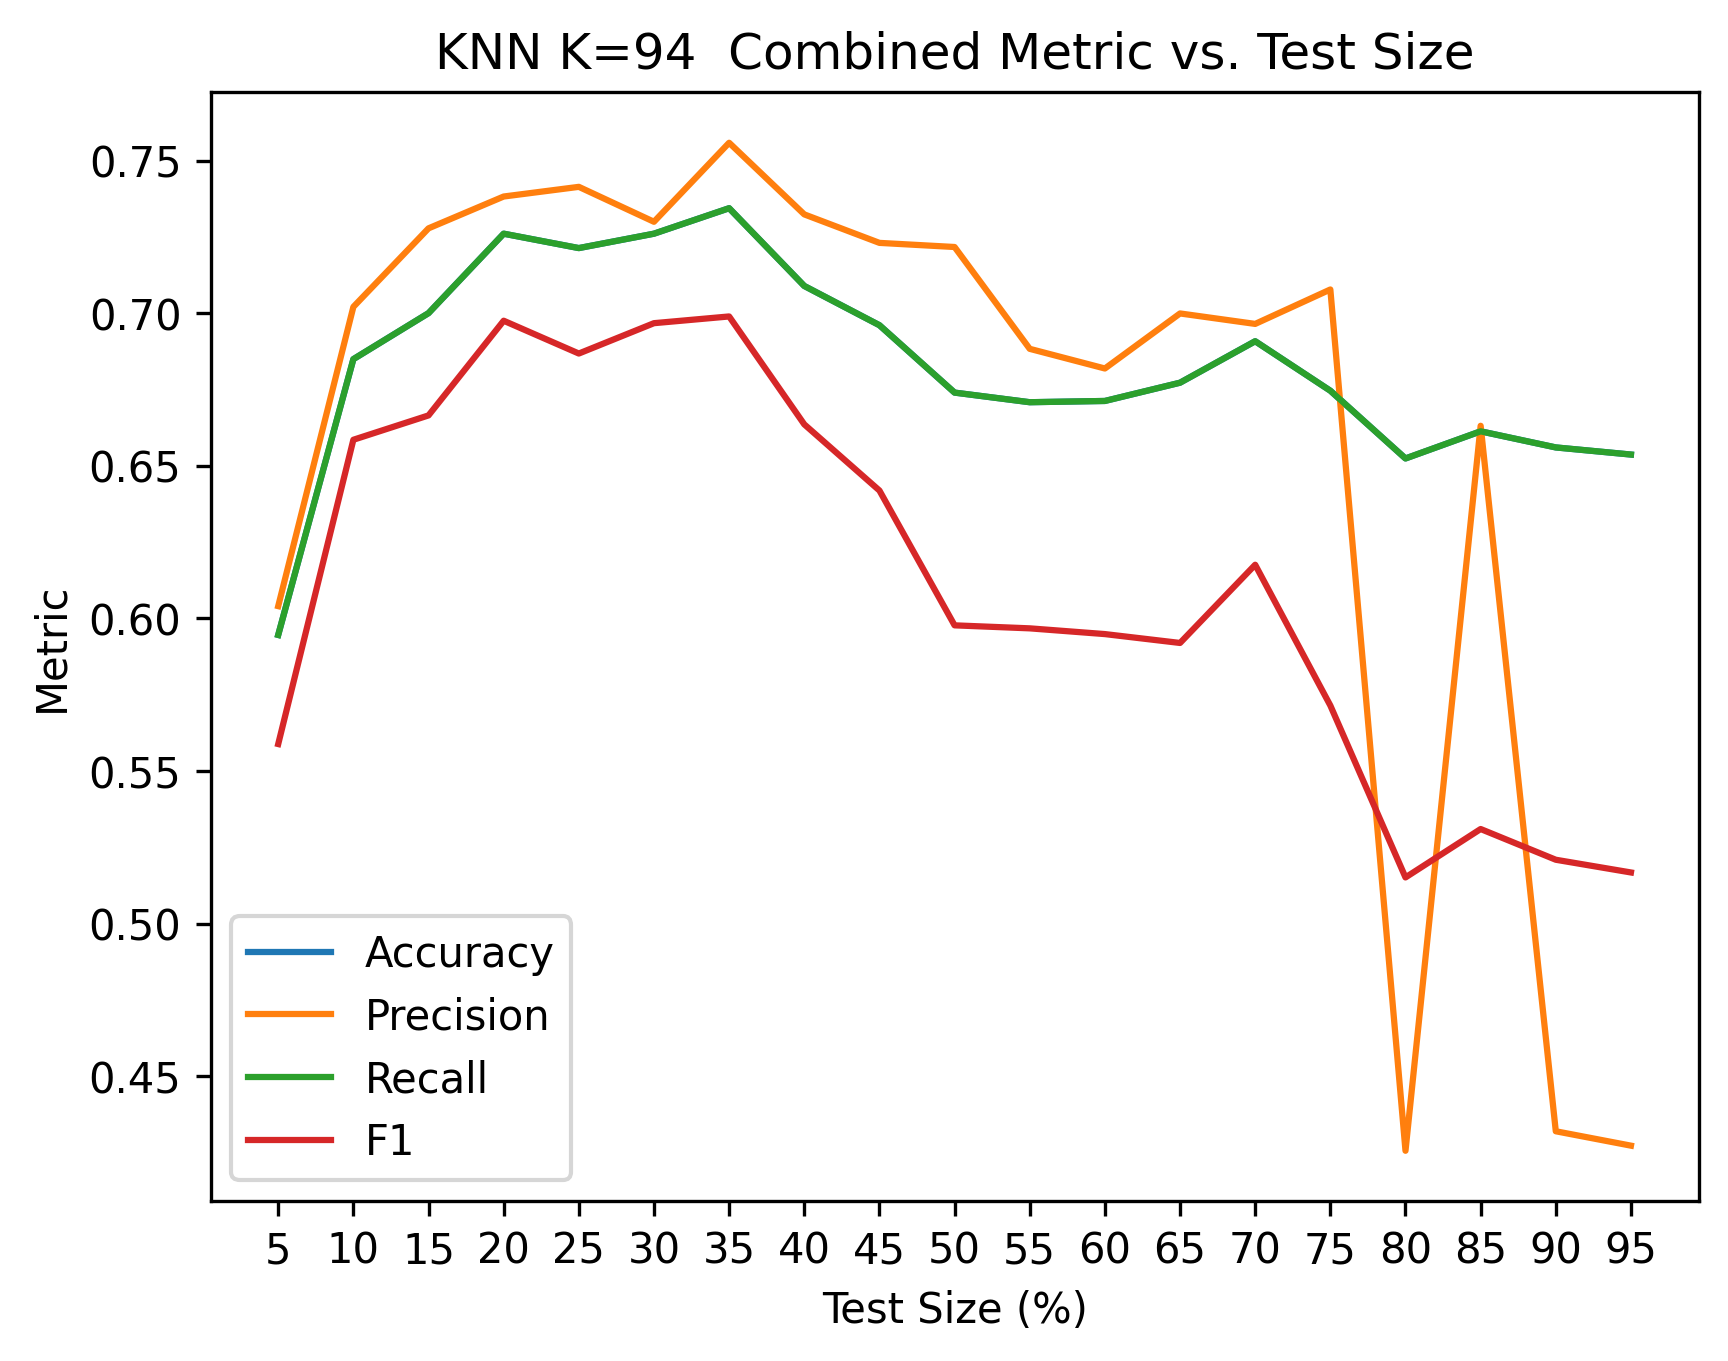 KNN K=94  Combined Metric vs. Test Size
Metric
0.75
0.70
0.65
0.60
0.55
0.50
0.45
Accuracy
Precision
Recall
F1
5 10 15 20 25 30 35 40 45 50 55 60 65 70 75 80 85 90 95
Test Size (%)